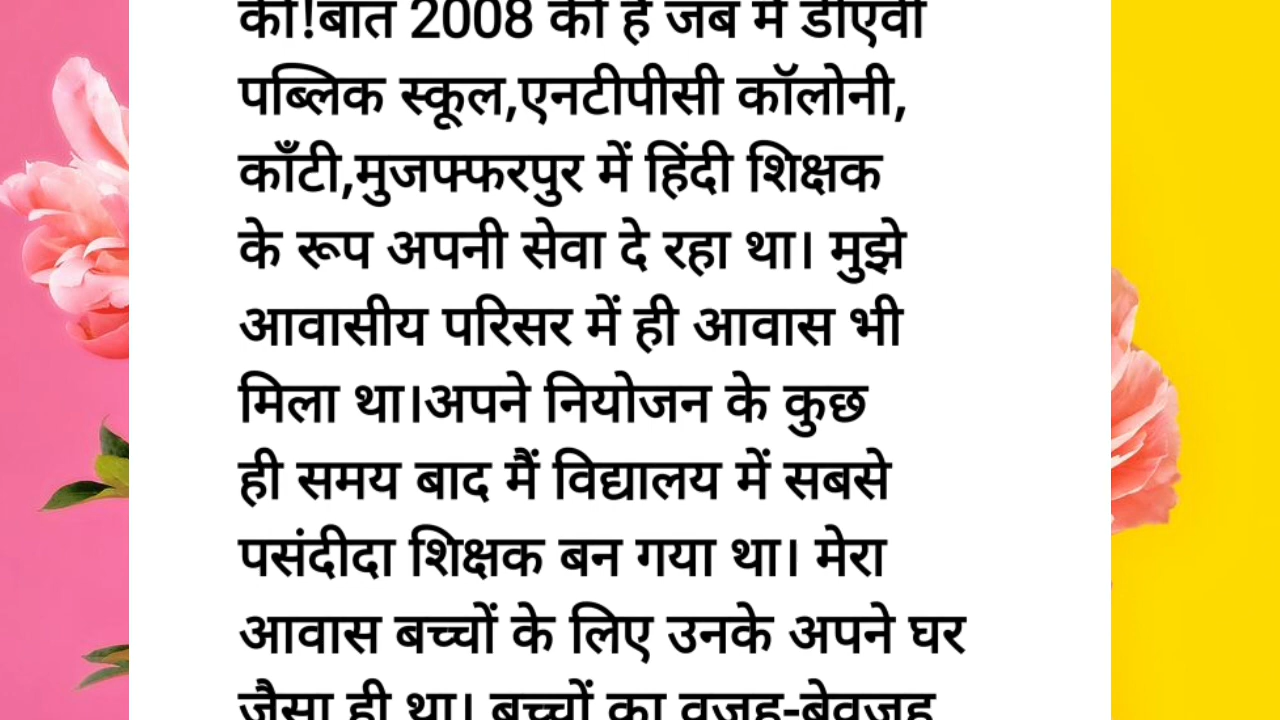 की!बात 2008 की है जब मैं डीएवी
पब्लिक स्कूल,एनटीपीसी कॉलोनी,
काँटी,मुजफ्फरपुर में हिंदी शिक्षक
के रूप अपनी सेवा दे रहा था। मुझे
आवासीय परिसर में ही आवास भी
मिला था।अपने नियोजन के कुछ
ही समय बाद मैं विद्यालय में सबसे
पसंदीदा शिक्षक बन गया था। मेरा
आवास बच्चों के लिए उनके अपने घर
जैसा ही था। बच्चों का वजह-बेवजह